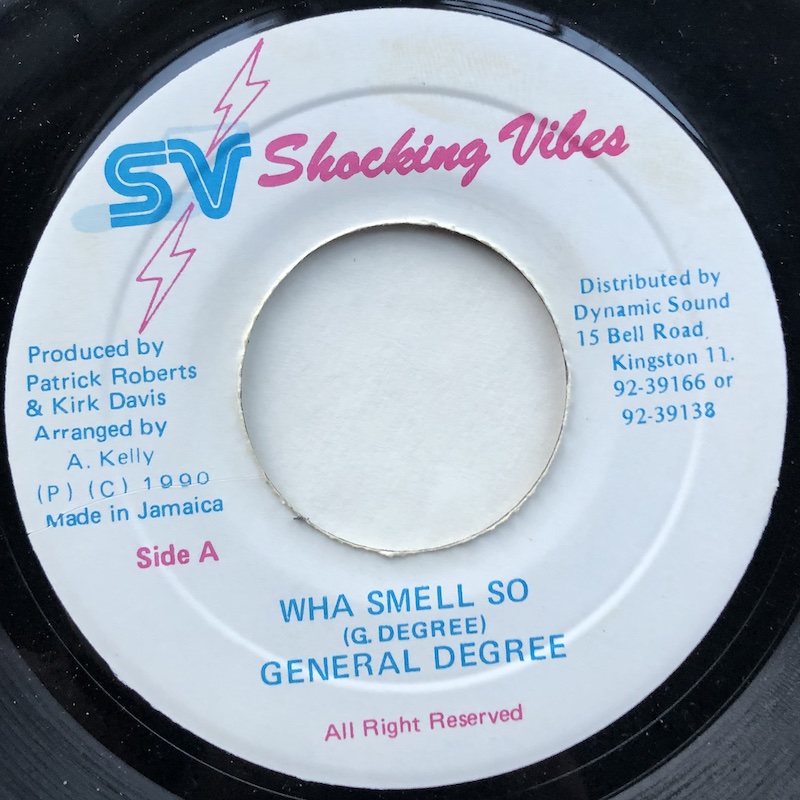 SV Shocking Vibes
Produced by
Patrick Roberts
& Kirk Davis
Arranged by
A. Kelly
(P) (C) 1990
Made in Jamaica
Distributed by
Dynamic Sound
15 Bell Road,
Kingston 11.
92-39166 or
92-39138
Side A
WHA SMELL SO
(G. DEGREE)
GENERAL DEGREE
All Right Reserved